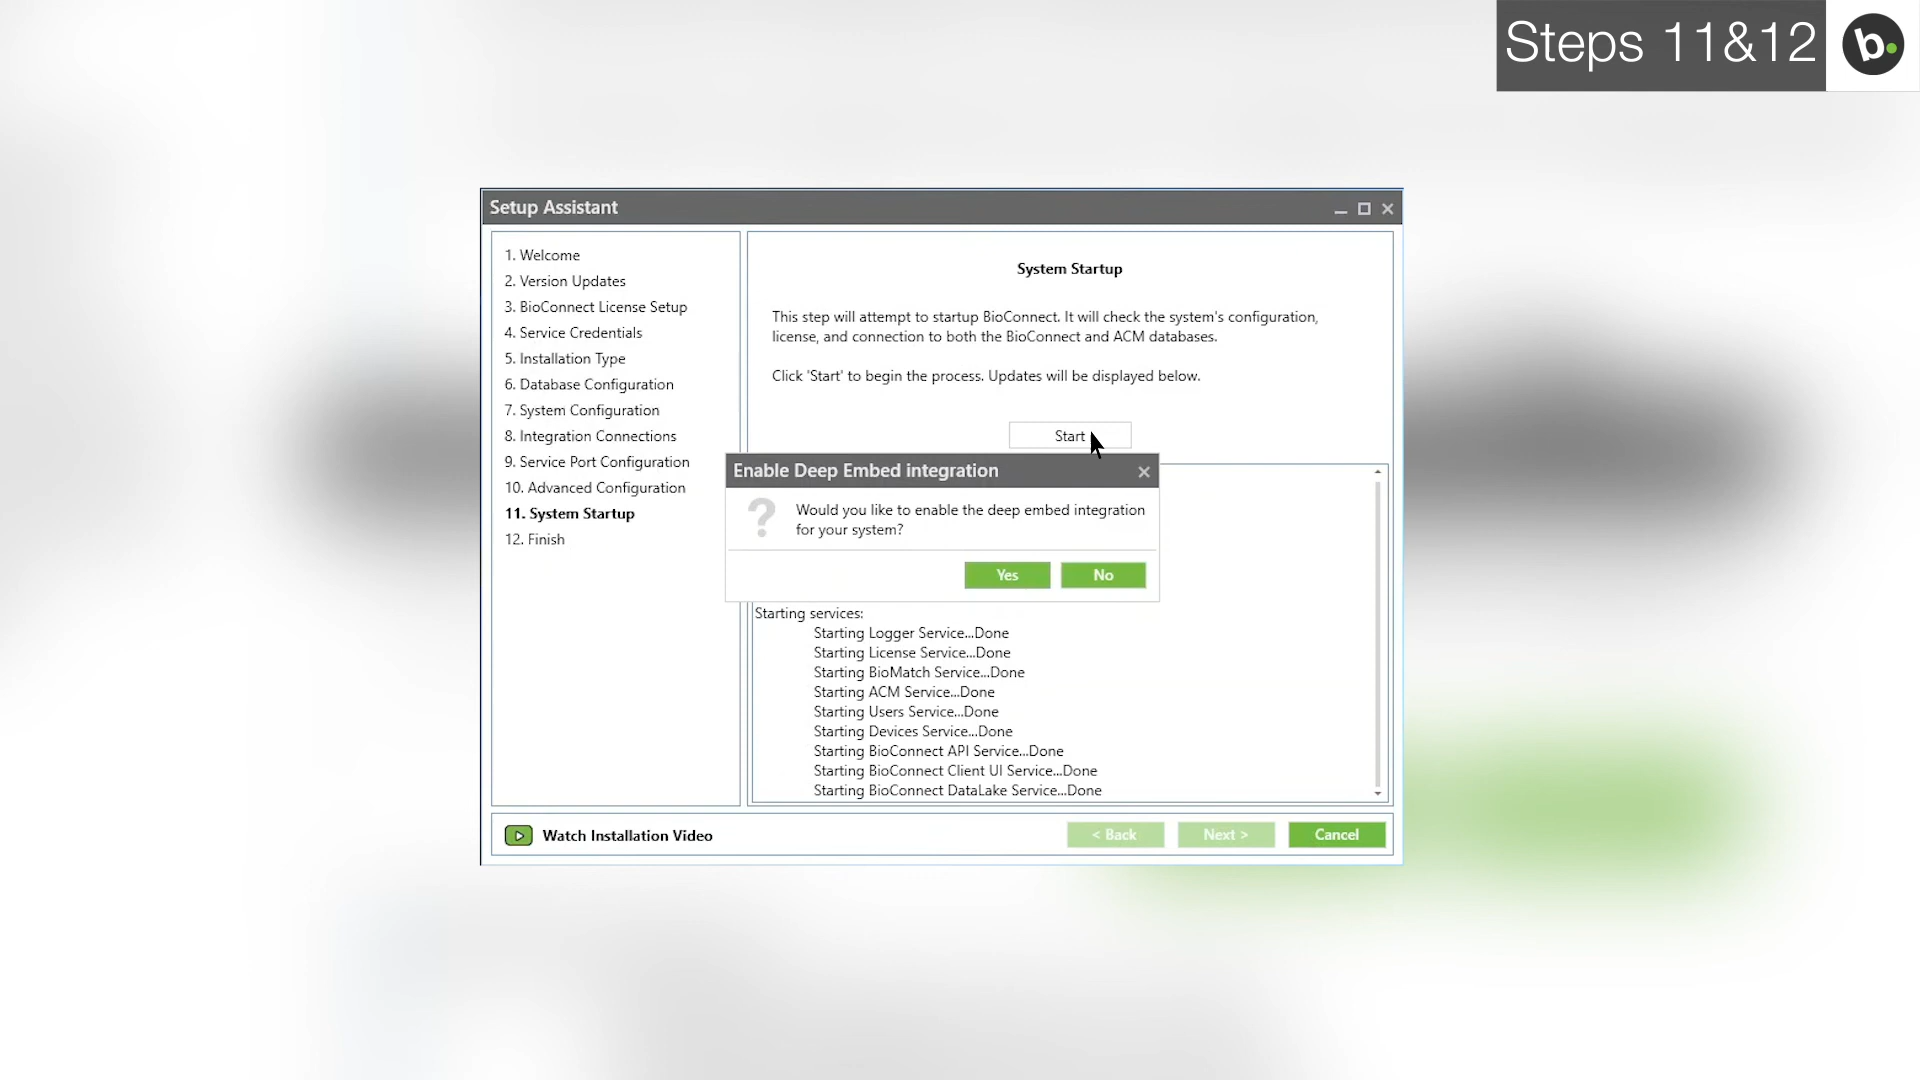 Steps 11&12
b.
Setup Assistant
1. Welcome
2. Version Updates
3. BioConnect License Setup
4. Service Credentials
5. Installation Type
6. Database Configuration
7. System Configuration
8. Integration Connections
9. Service Port Configuration
10. Advanced Configuration
11. System Startup
12. Finish
System Startup
This step will attempt to startup BioConnect. It will check the system's configuration,
license, and connection to both the BioConnect and ACM databases.
Click 'Start' to begin the process. Updates will be displayed below.
Start
Enable Deep Embed integration
?
Would you like to enable the deep embed integration
for your system?
Yes
No
Starting services:
Starting Logger Service...Done
Starting License Service...Done
Starting BioMatch Service...Done
Starting ACM Service...Done
Starting Users Service...Done
Starting Devices Service...Done
Starting BioConnect API Service...Done
Starting BioConnect Client UI Service...Done
Starting BioConnect DataLake Service...Done
Watch Installation Video
< Back
Next >
Cancel